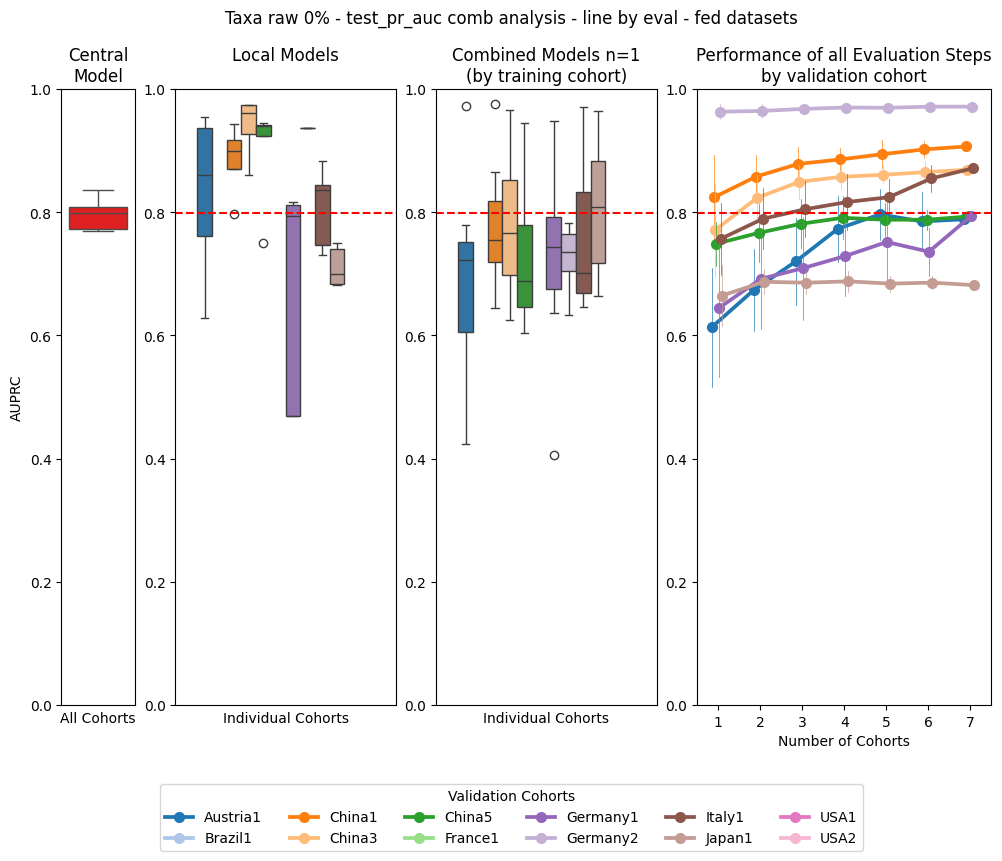 Taxa raw 0% - test_pr_auc comb analysis - line by eval - fed datasets
Central
Model
Local Models
Combined Models n=1
(by training cohort)
Performance of all Evaluation Steps
by validation cohort
AUPRC
1.0
0.8
0.6
0.4
0.2
0.0
All Cohorts
1.0
0.8
0.6
0.4
0.2
0.0
Individual Cohorts
1.0
0.8
0.6
0.4
0.2
0.0
Individual Cohorts
1.0
0.8
0.6
0.4
0.2
0.0
1 2 3 4 5 6 7
Number of Cohorts
Validation Cohorts
Austria1 China1 China5 Germany1 Italy1 USA1
Brazil1 China3 France1 Germany2 Japan1 USA2